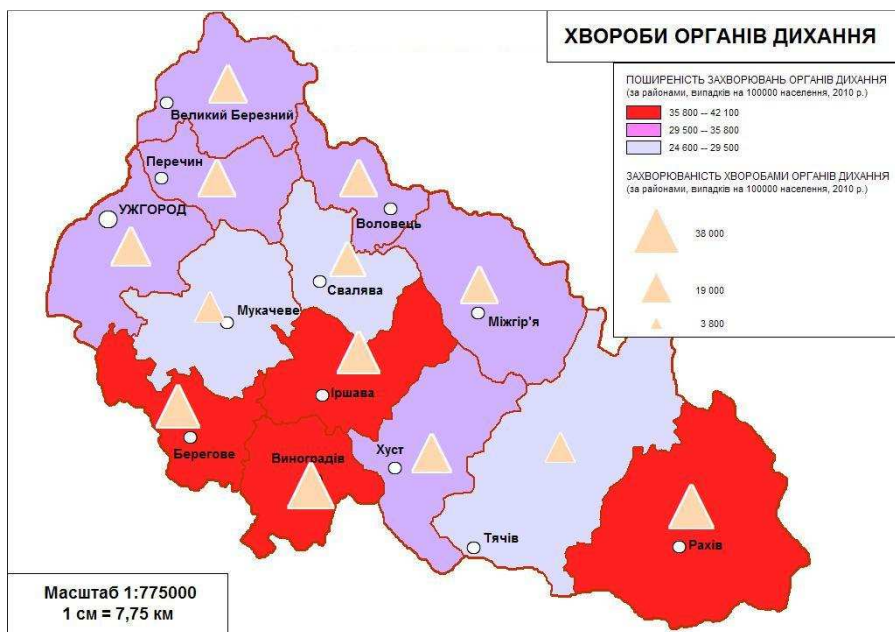 ХВОРОБИ ОРГАНІВ ДИХАННЯ
ПОШИРЕНІСТЬ ЗАХВОРЮВАНЬ ОРГАНІВ ДИХАННЯ
(за районами, випадків на 100000 населення, 2010 р.)
35 800 -- 42 100
29 500 -- 35 800
24 600 -- 29 500
ЗАХВОРЮВАНІСТЬ ХВОРОБАМИ ОРГАНІВ ДИХАННЯ
(за районами, випадків на 100000 населення, 2010 р.)
38 000
19 000
3 800
Великий Березний
Перечин
УЖГОРОД
Воловець
Свалява
Мукачеве
Міжгір'я
Іршава
Берегове
Виноградів
Хуст
Тячів
Рахів
Масштаб 1:775000
1 см = 7,75 км